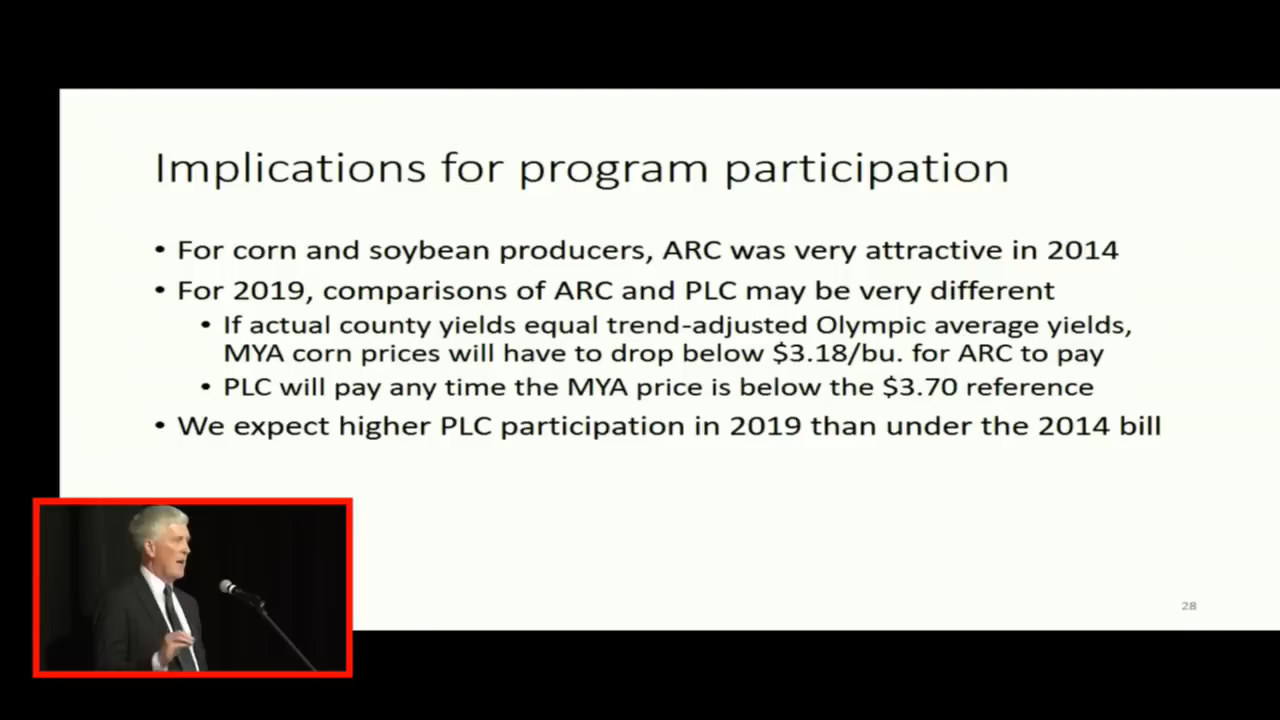 Implications for program participation
• For corn and soybean producers, ARC was very attractive in 2014
• For 2019, comparisons of ARC and PLC may be very different
• If actual county yields equal trend-adjusted Olympic average yields,
MYA corn prices will have to drop below $3.18/bu. for ARC to pay
• PLC will pay any time the MYA price is below the $3.70 reference
• We expect higher PLC participation in 2019 than under the 2014 bill
28